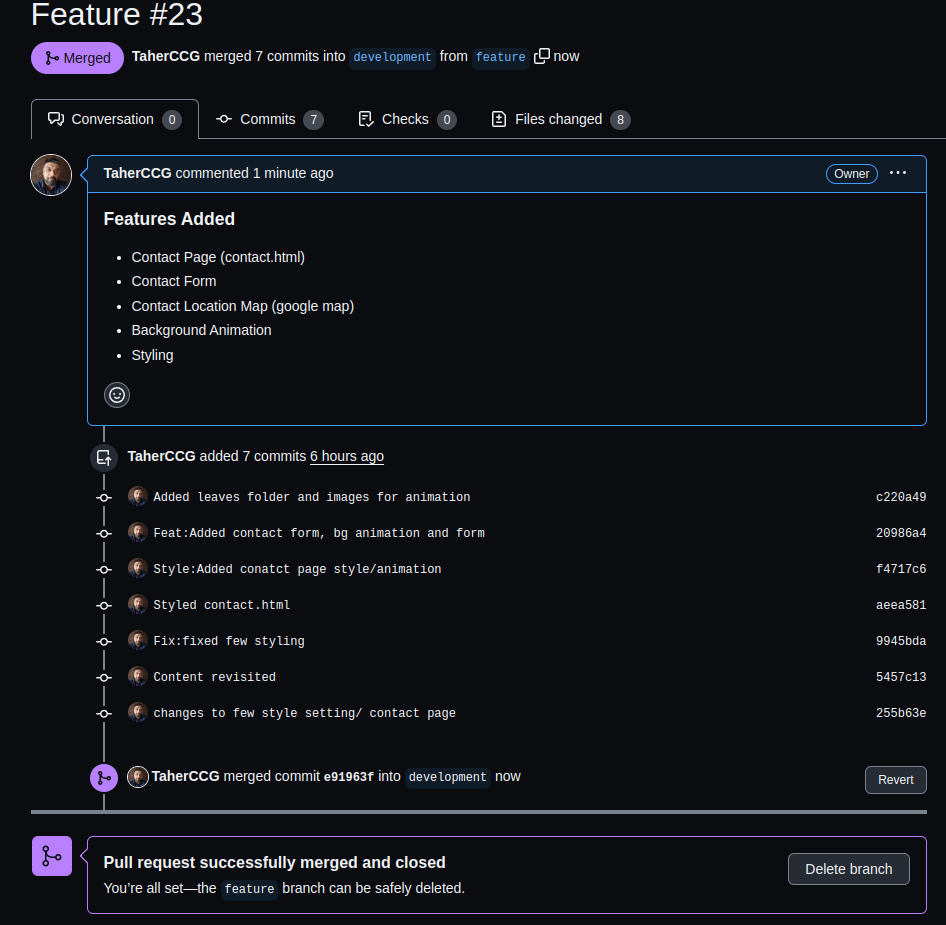 Feature #23
Merged TaherCCG merged 7 commits into development from feature now
Conversation 0 Commits 7 Checks 0 Files changed 8
TaherCCG commented 1 minute ago Owner ...
Features Added
• Contact Page (contact.html)
• Contact Form
• Contact Location Map (google map)
• Background Animation
• Styling
TaherCCG added 7 commits 6 hours ago
Added leaves folder and images for animation c220a49
Feat:Added contact form, bg animation and form 20986a4
Style:Added conatct page style/animation f4717c6
Styled contact.html aeea581
Fix:fixed few styling 9945bda
Content revisited 5457c13
changes to few style setting/ contact page 255b63e
TaherCCG merged commit e91963f into development now Revert
Pull request successfully merged and closed
You're all set—the feature branch can be safely deleted. Delete branch